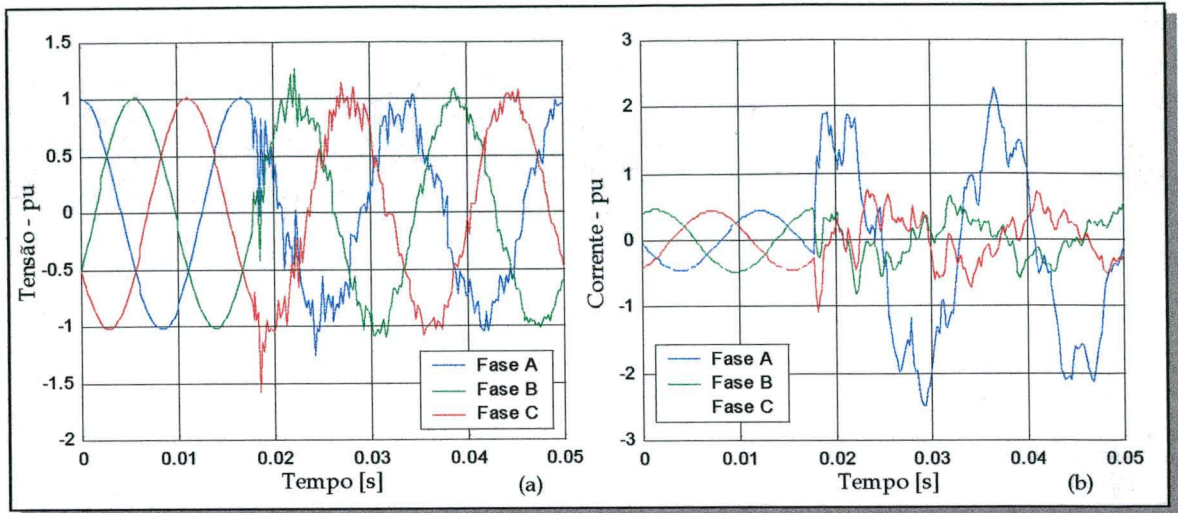 1.5
1
0.5
0
-0.5
-1
-1.5
-2
Tensão - pu
0
0.01
0.02
0.03
0.04
0.05
Tempo [s]
(a)
Fase A
Fase B
Fase C
3
2
1
0
-1
-2
-3
Corrente - pu
0
0.01
0.02
0.03
0.04
0.05
Tempo [s]
(b)
Fase A
Fase B
Fase C